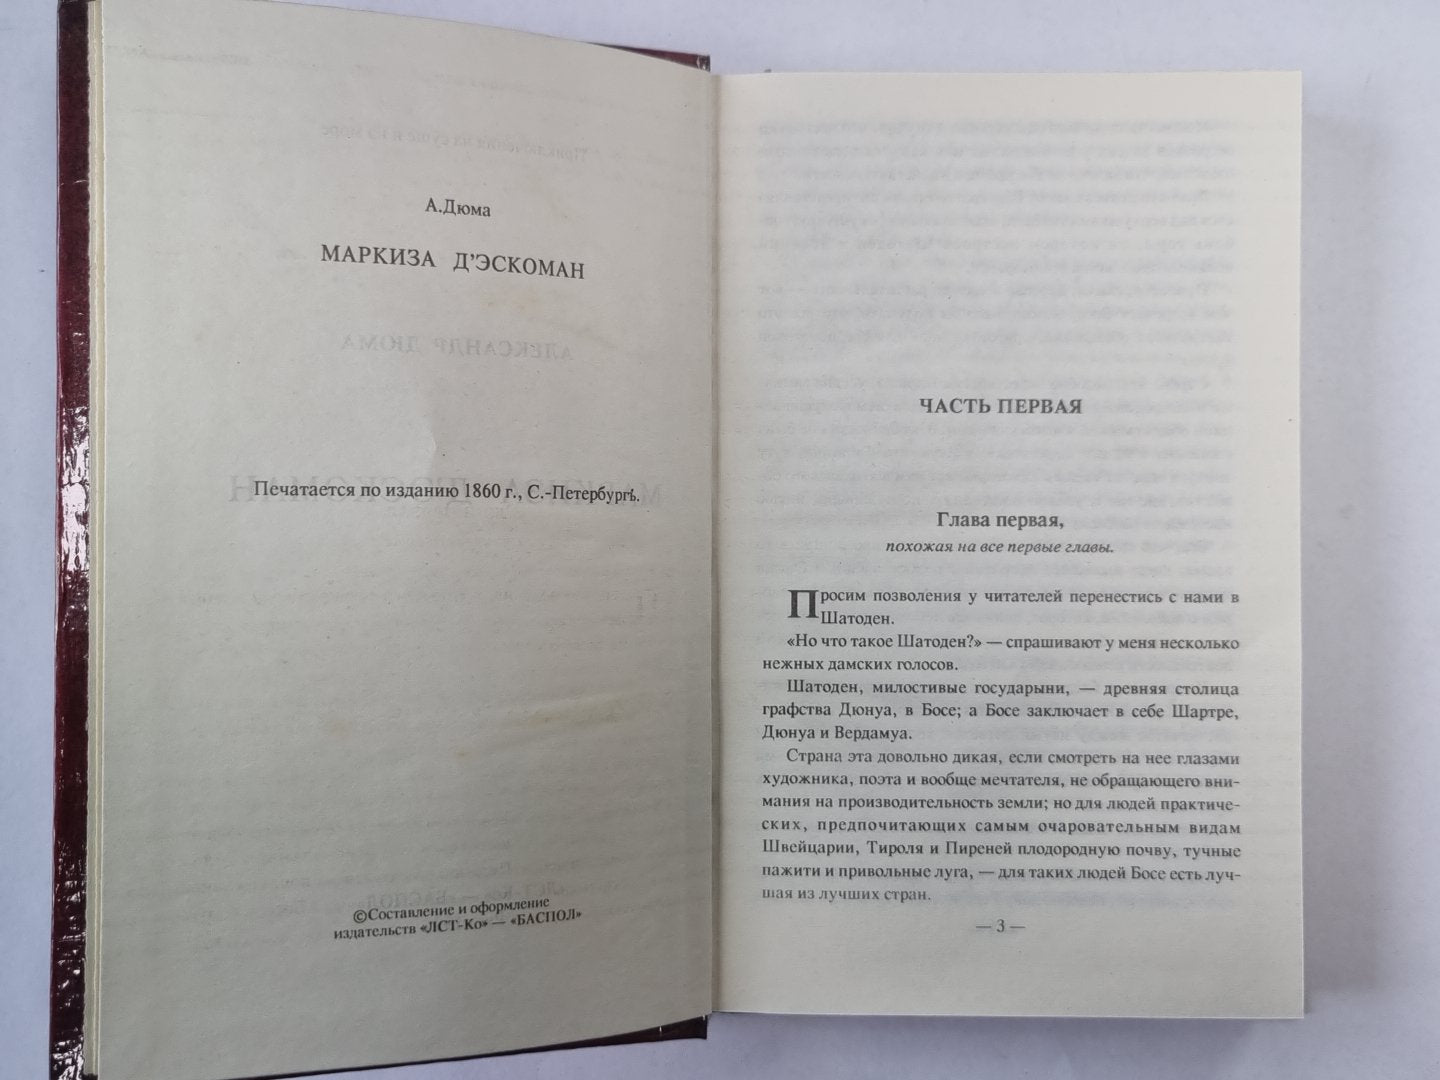 А.Дюма
МАРКИЗА Д'ЭСКОМАН
Печатается по изданию 1860 г., С.-Петербургъ.
©Составление и оформление
издательств «ЛСТ-Ко» — «БАСПОЛ»
ЧАСТЬ ПЕРВАЯ
Глава первая,
похожая на все первые главы.
Просим позволения у читателей перенестись с нами в
Шатоден.
«Но что такое Шатоден?» — спрашивают у меня несколько
нежных дамских голосов.
Шатоден, милостивые государыни, — древняя столица
графства Дюнуа, в Босе; а Босе заключает в себе Шартре,
Дюнуа и Вердамуа.
Страна эта довольно дикая, если смотреть на нее глазами
художника, поэта и вообще мечтателя, не обращающего вни-
мания на производительность земли; но для людей практиче-
ских, предпочитающих самым очаровательным видам
Швейцарии, Тироля и Пиреней плодородную почву, тучные
пажити и привольные луга, — для таких людей Босе есть луч-
шая из лучших стран.
— 3 —